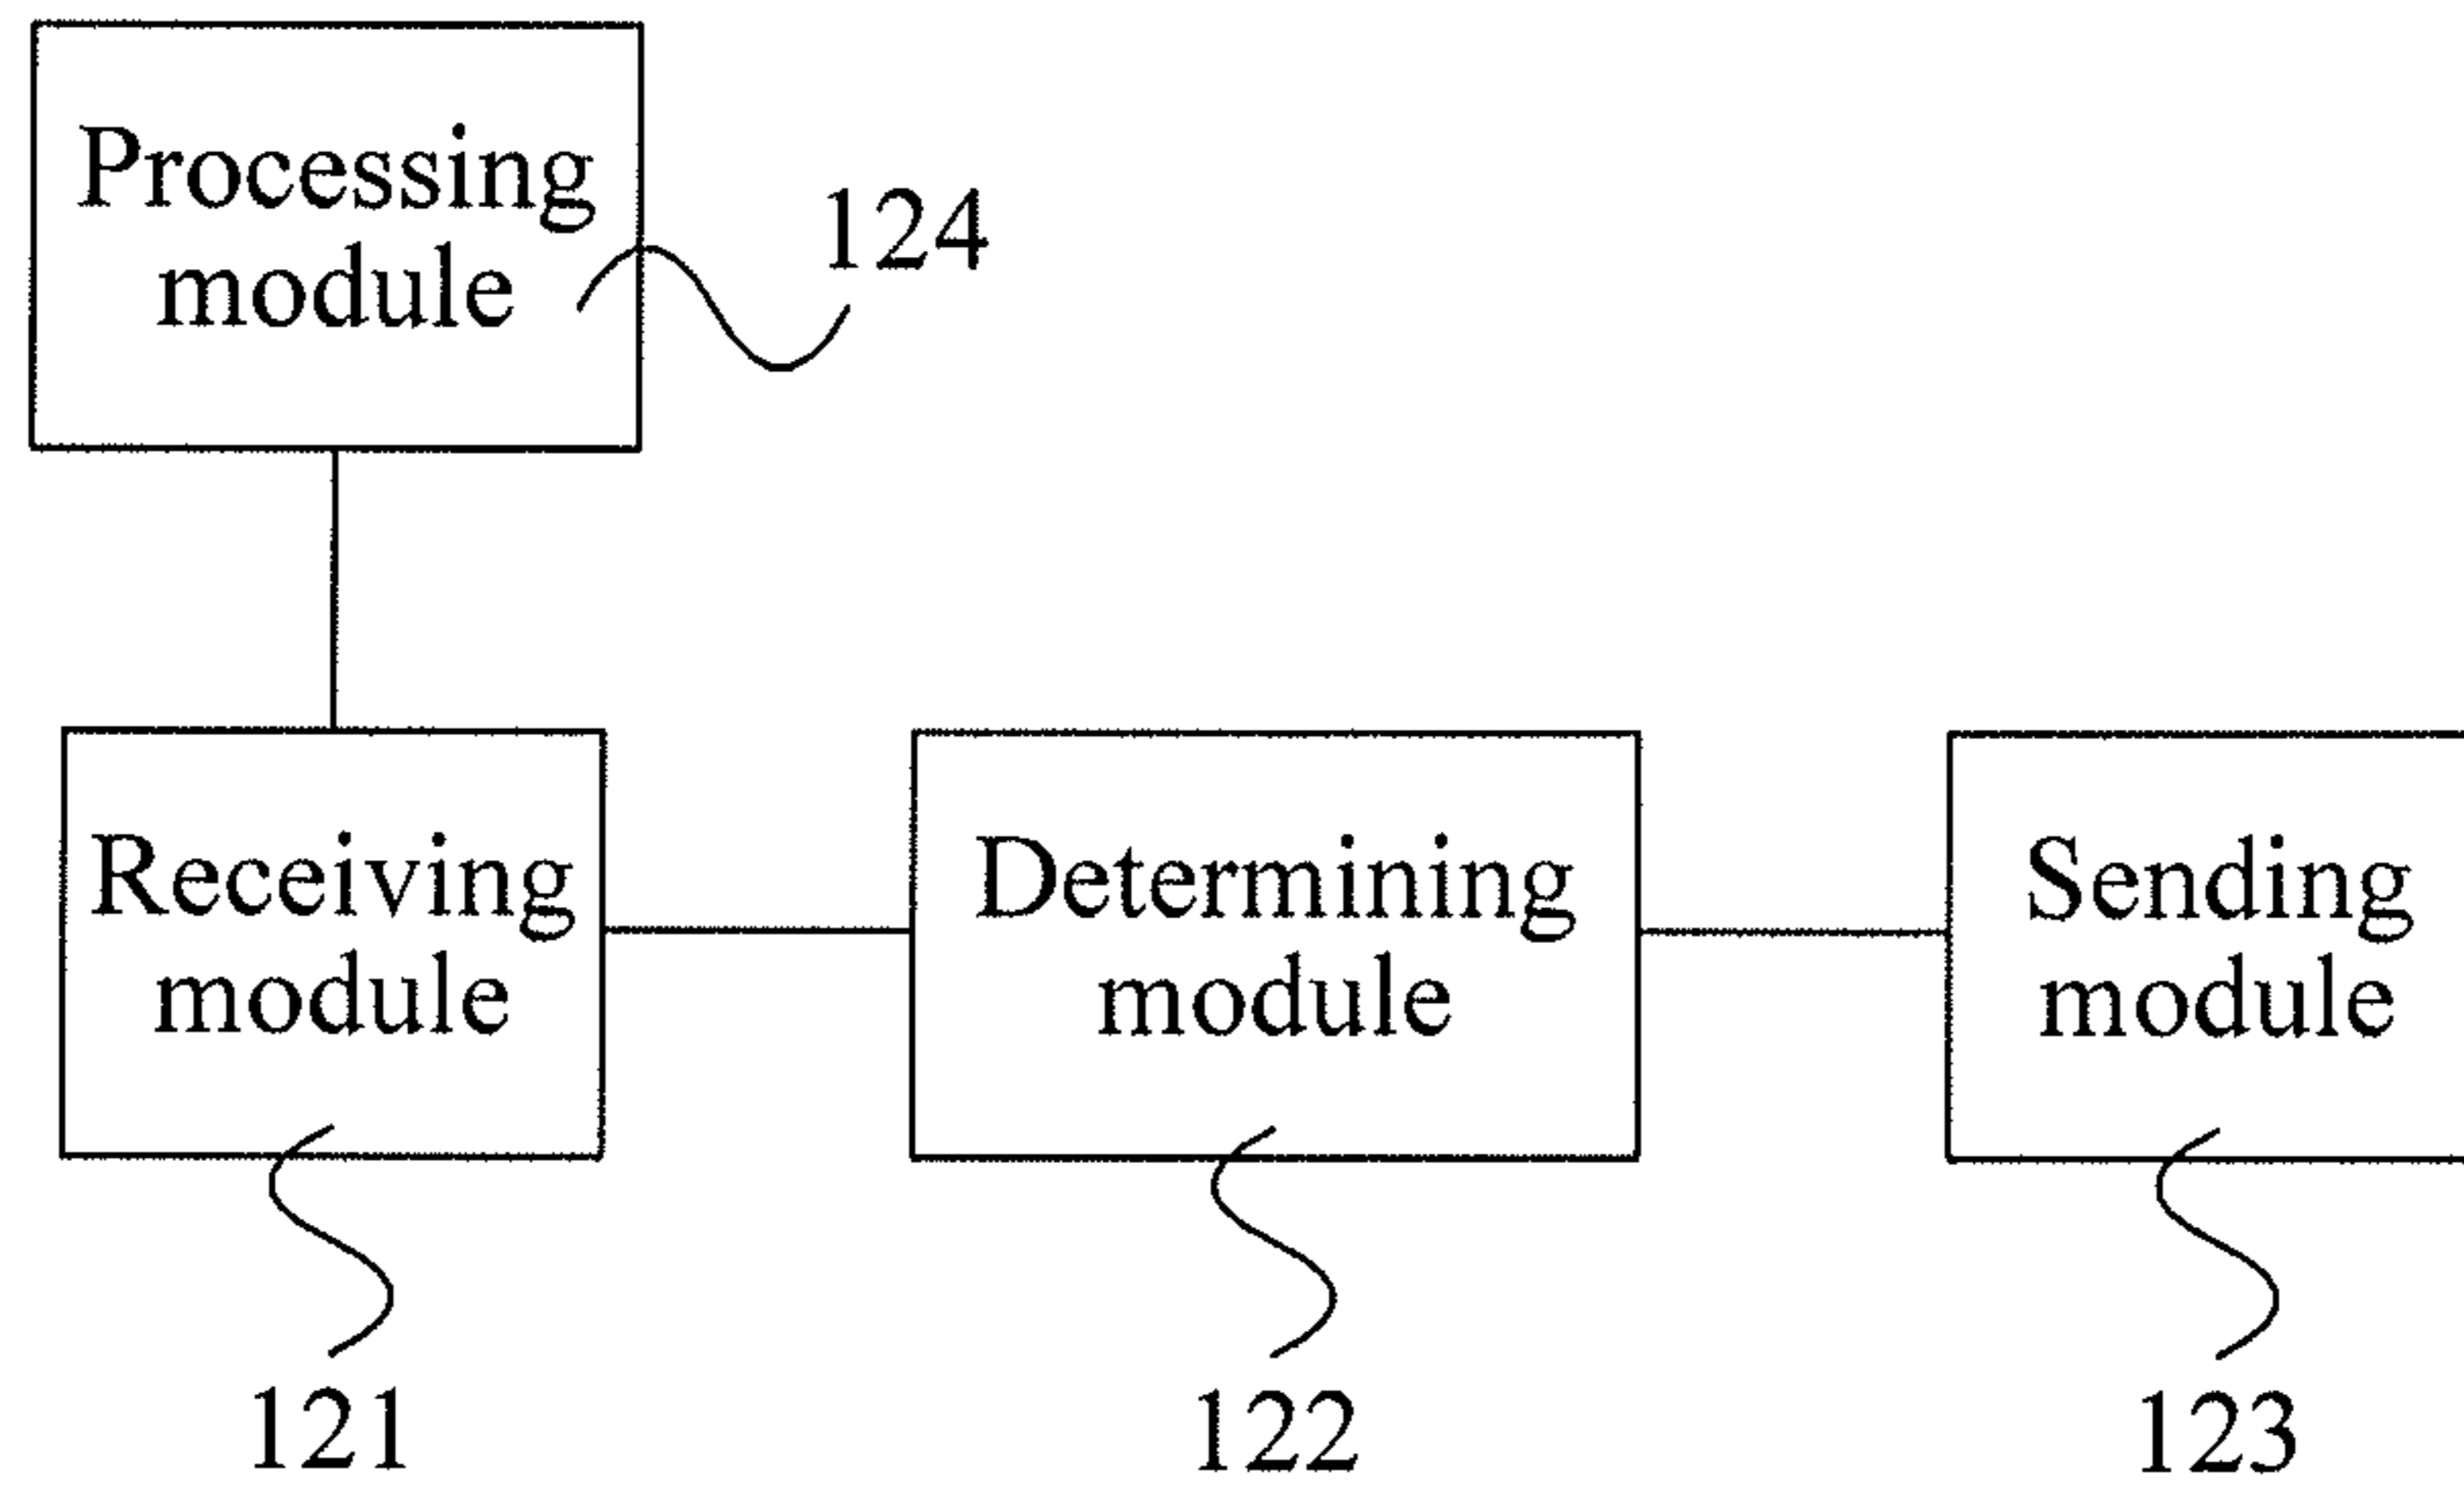 Processing
module
124
Receiving
module
Determining
module
Sending
module
121
122
123